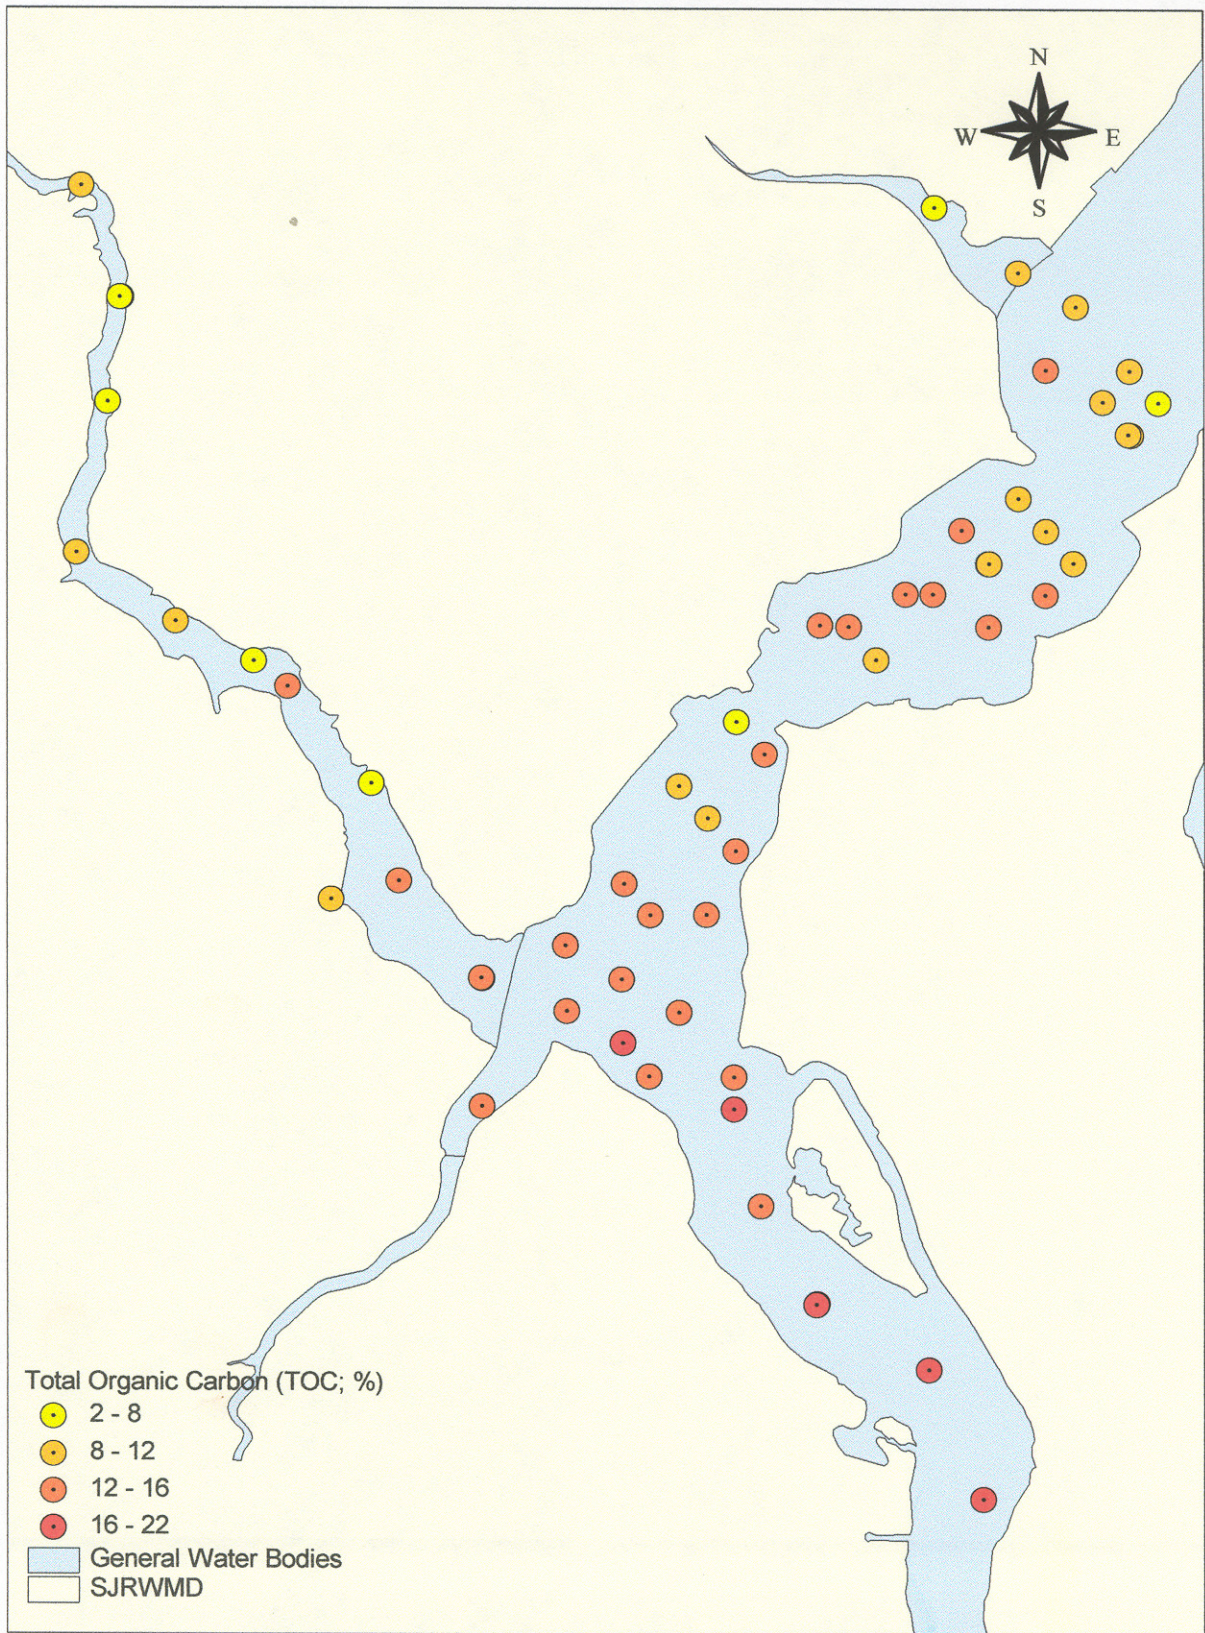 N
W E
S
Total Organic Carbon (TOC; %)
2 - 8
8 - 12
12 - 16
16 - 22
General Water Bodies
SJRWMD